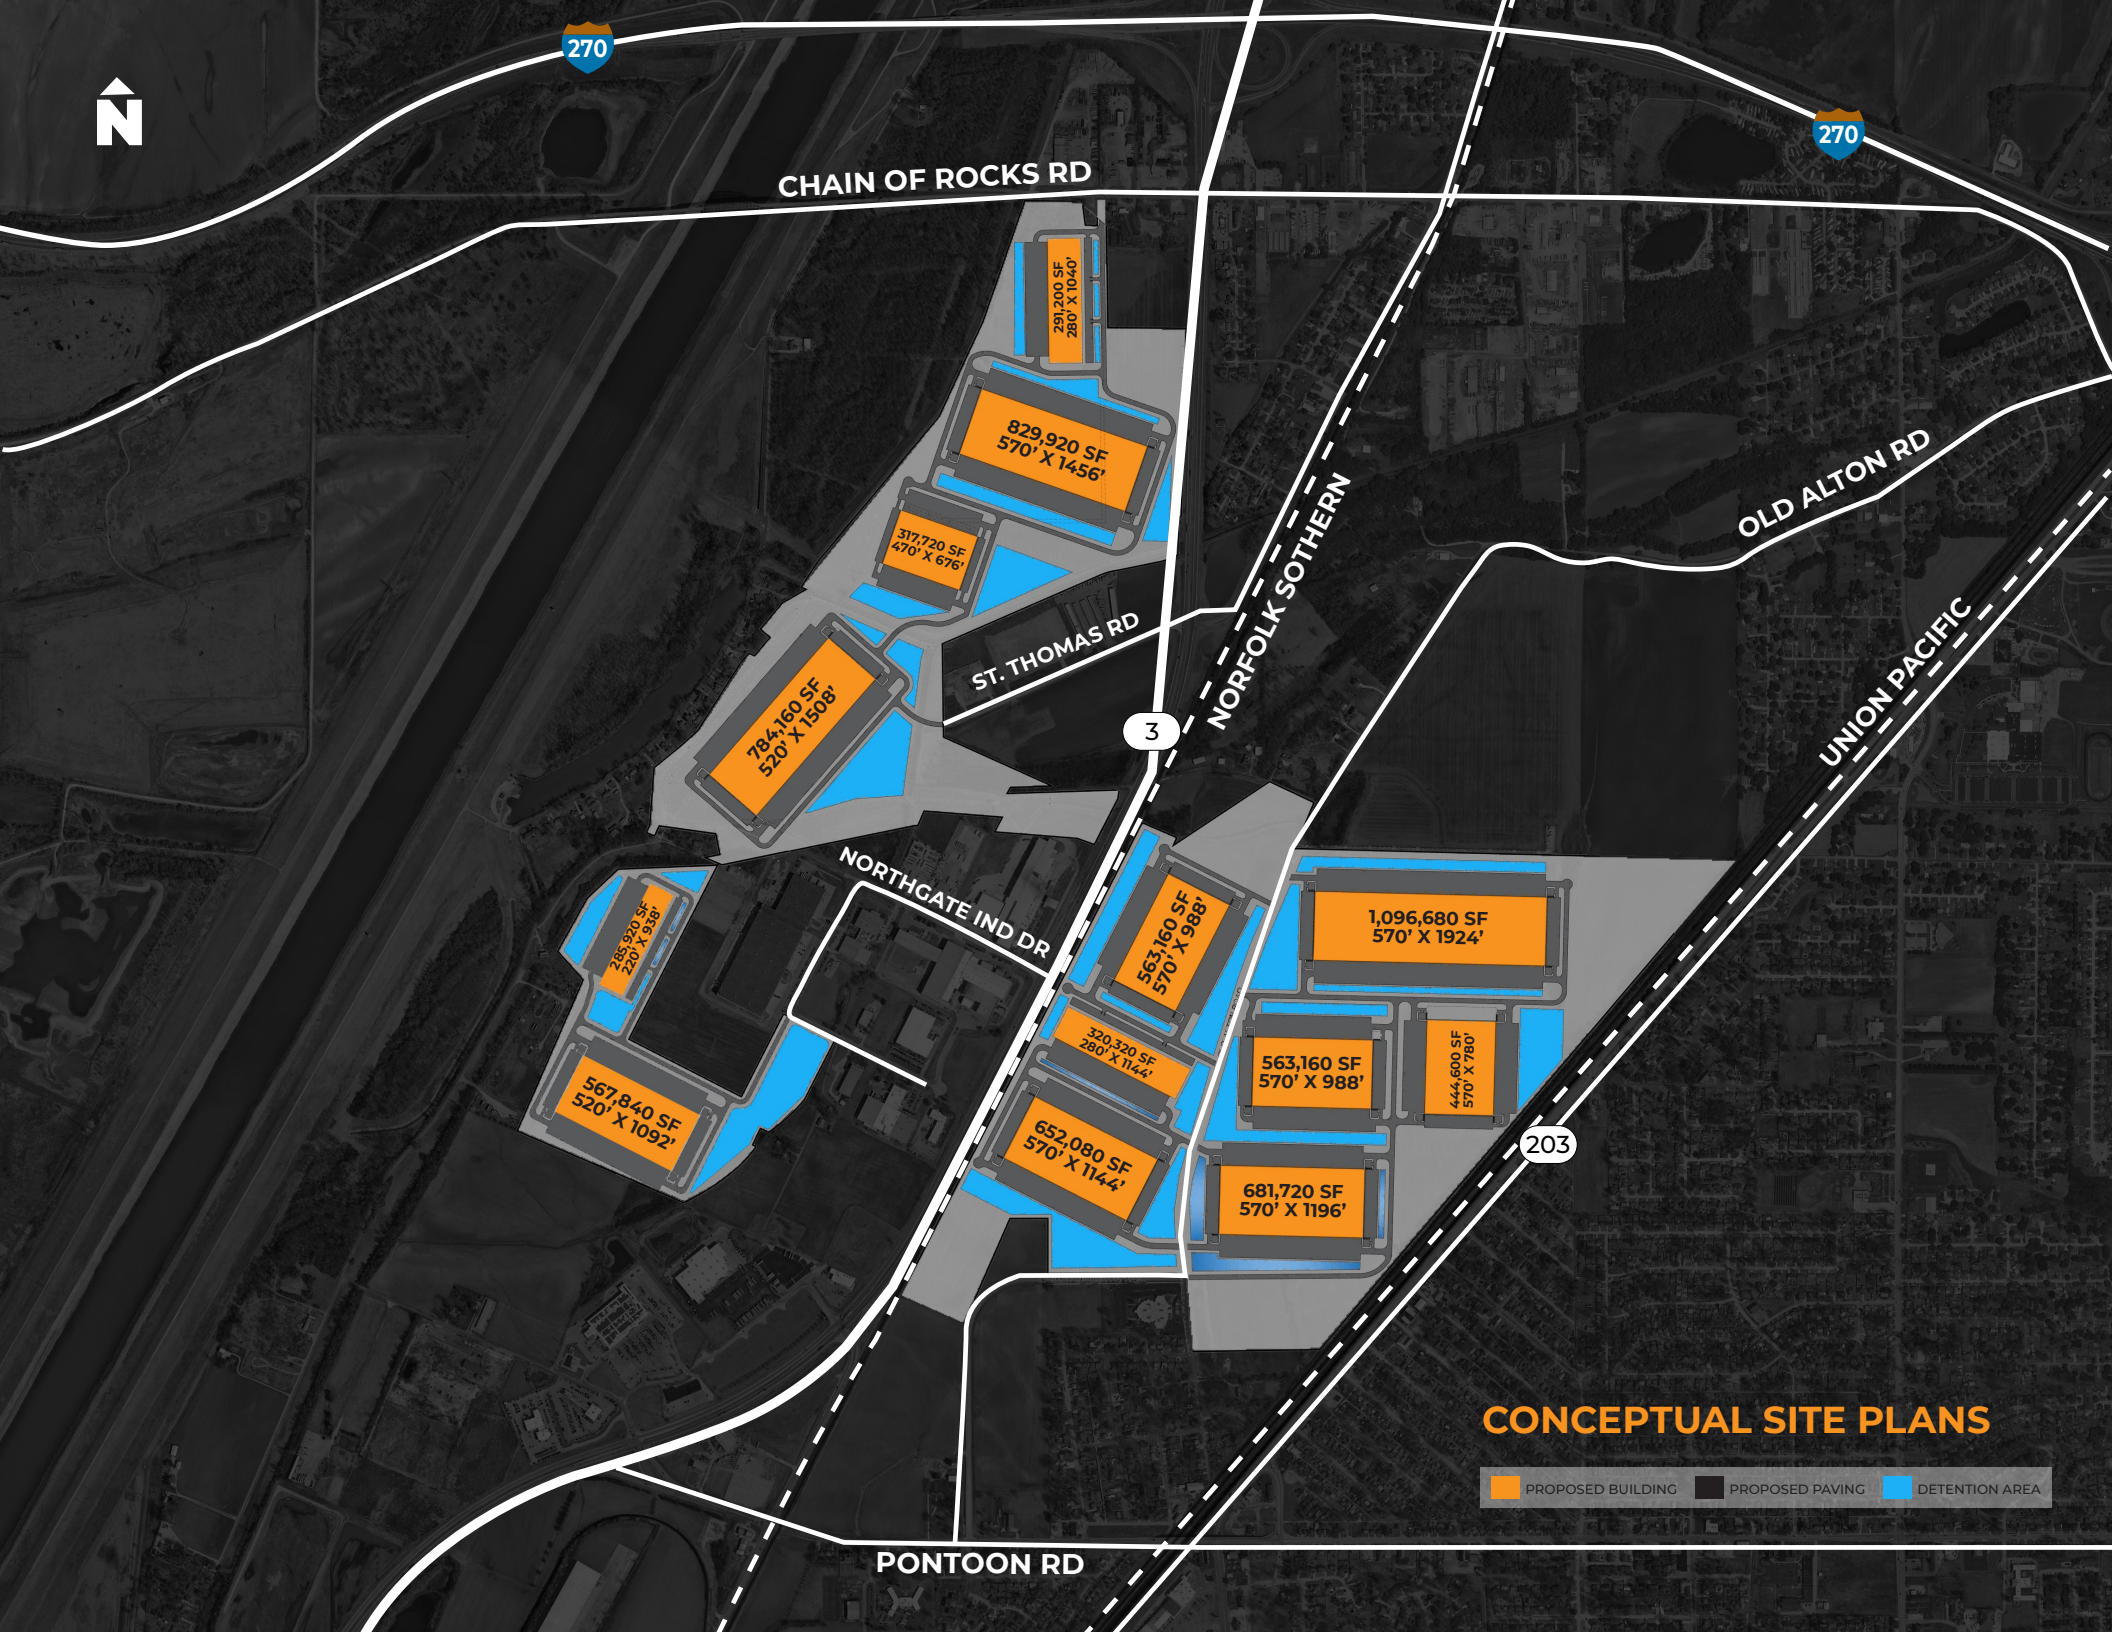 270
N
270
CHAIN OF ROCKS RD
291,200 SF
280' X 1040'
829,920 SF
570' X 1456'
OLD ALTON RD
317,720 SF
470' X 676'
NORFOLK SOTHERN
ST. THOMAS RD
UNION PACIFIC
784,160 SF
520' X 1508'
3
NORTHGATE IND DR
285,920 SF
220' X 938'
563,160 SF
570' X 988'
1,096,680 SF
570' X 1924'
320,320 SF
280' X 1144'
563,160 SF
570' X 988'
444,600 SF
570' X 780'
567,840 SF
520' X 1092'
652,080 SF
570' X 1144'
203
681,720 SF
570' X 1196'
CONCEPTUAL SITE PLANS
PROPOSED BUILDING PROPOSED PAVING DETENTION AREA
PONTOON RD